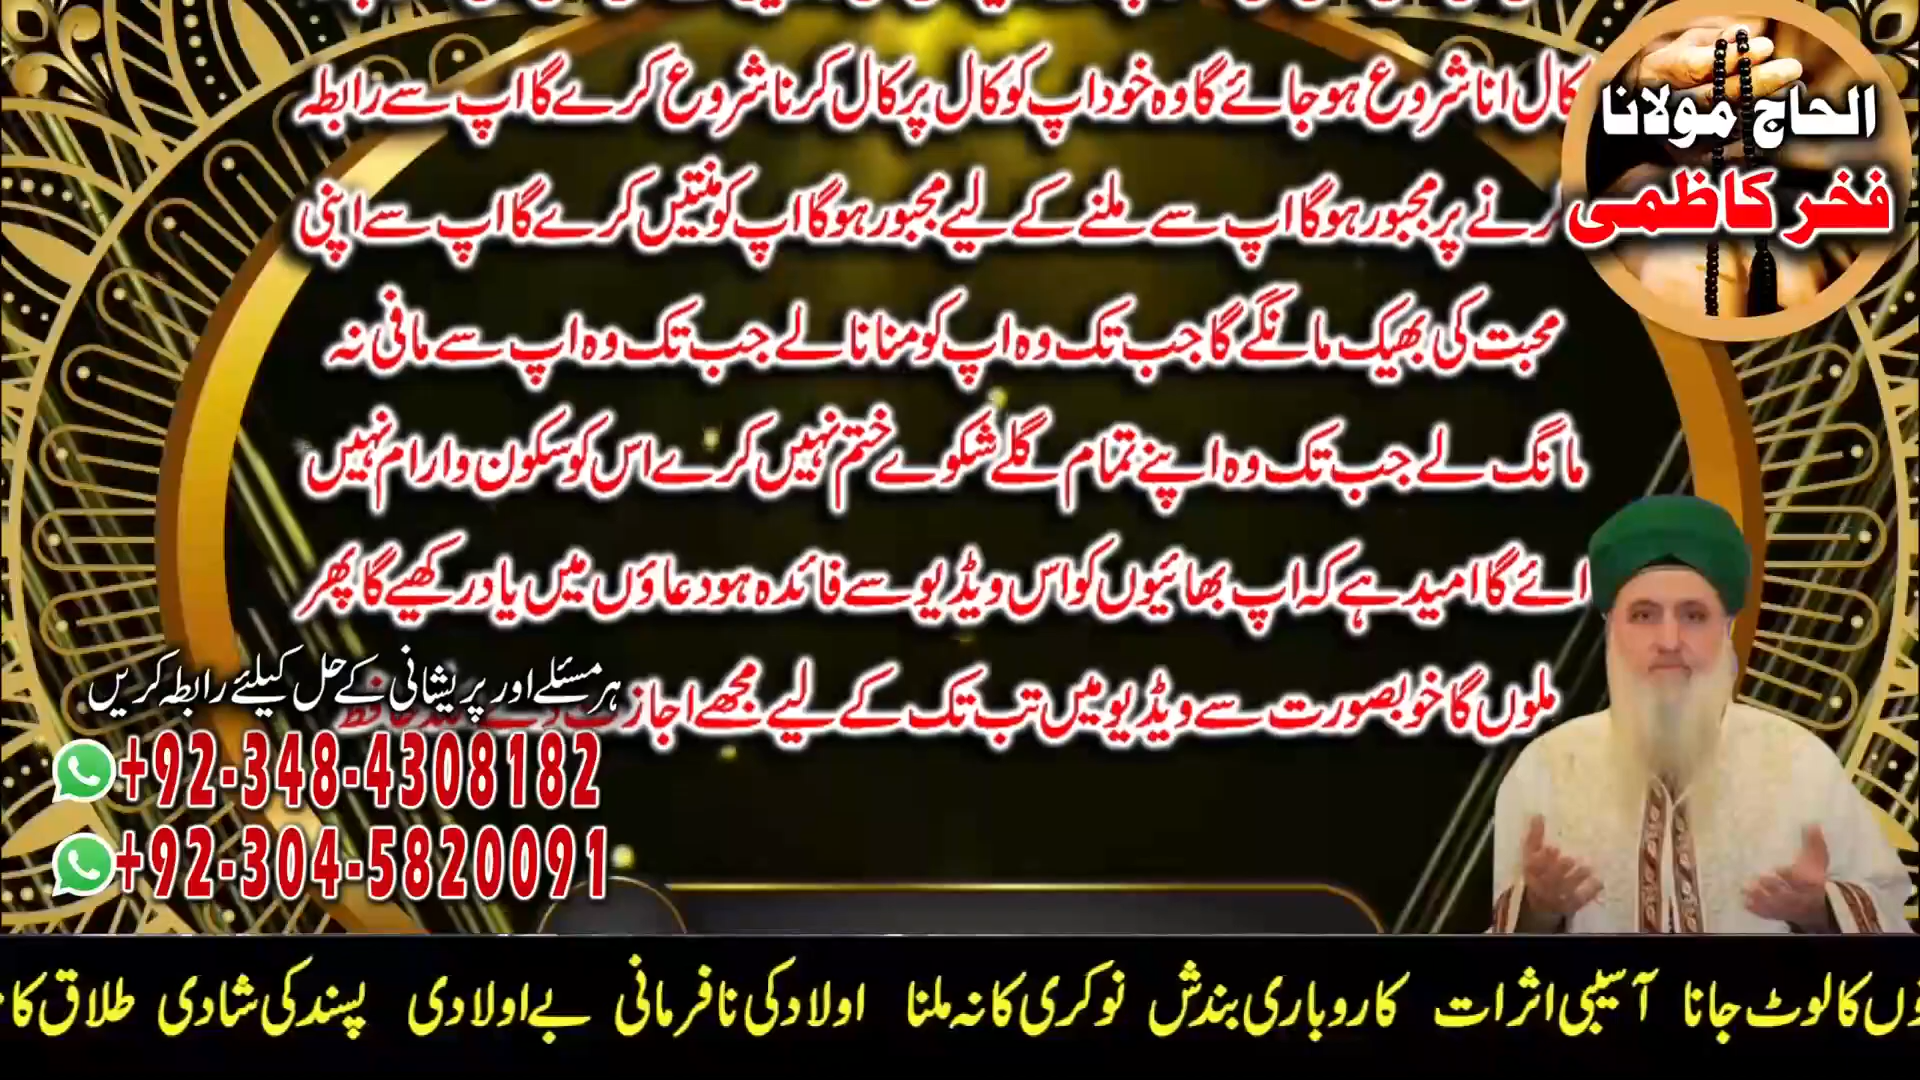 کال انا شروع ہو جائے گا وہ خود اپ کو کال پر کال کرنا شروع کرے گا اپ سے رابطہ
کرنے پر مجبور ہوگا اپ سے ملنے کے لیے مجبور ہوگا اپ کو منتیں کرے گا اپ سے اپنی
محبت کی بھیک مانگے گا جب تک وہ اپ کو منا نا لے جب تک وہ اپ سے مافی نہ
مانگ لے جب تک وہ اپنے تمام گلے شکوے ختم نہیں کرے اس کو سکون و ارام نہیں
ائے گا امید ہے کہ اپ بھائیوں کو اس ویڈیو سے فائدہ ہو دعاؤں میں یاد رکھیے گا پھر
ملوں گا خوبصورت سے ویڈیو میں تب تک کے لیے مجھے اجازت
الحاج مولانا
فخر کاظمی
ہر مسئلے اور پریشانی کے حل کیلئے رابطہ کریں
+92-348-4308182
+92-304-5820091
کا لوٹ جانا آسیبی اثرات کاروباری بندش نوکری کا نہ ملنا اولاد کی نافرمانی بے اولادی پسند کی شادی طلاق کا